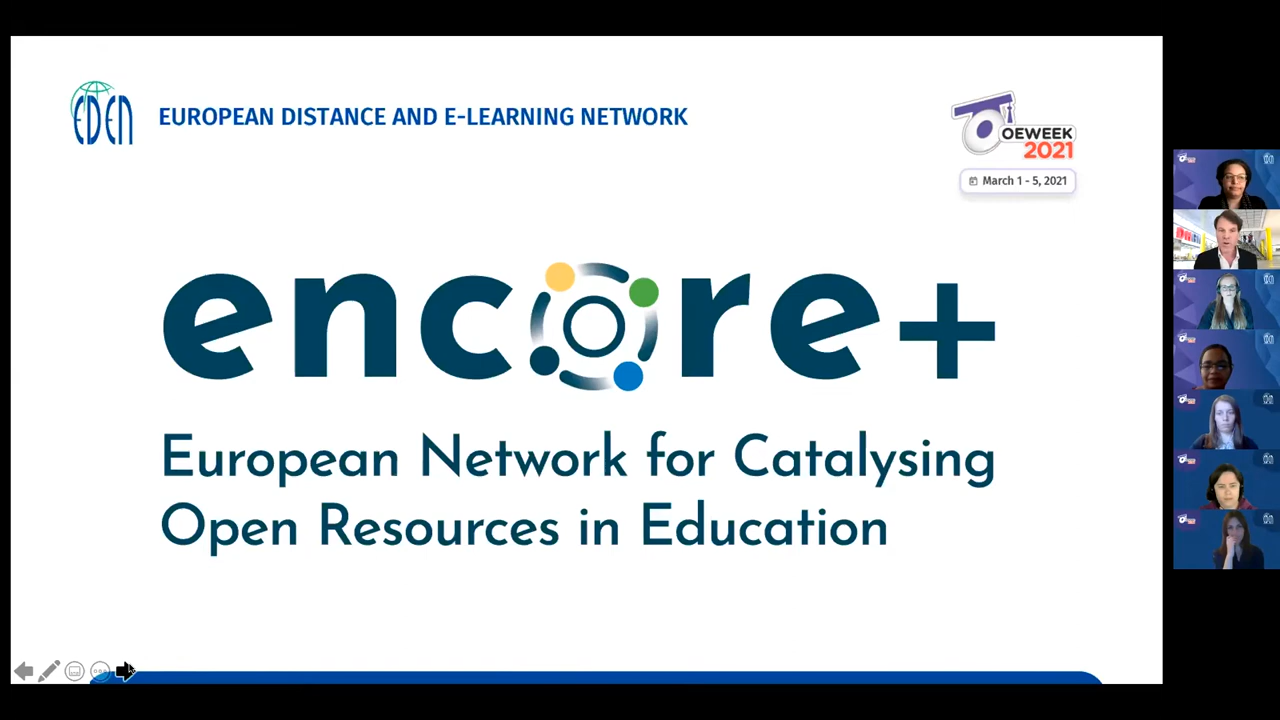 EDEN
EUROPEAN DISTANCE AND E-LEARNING NETWORK
OEWEEK
2021
March 1 - 5, 2021
encore+
European Network for Catalysing
Open Resources in Education